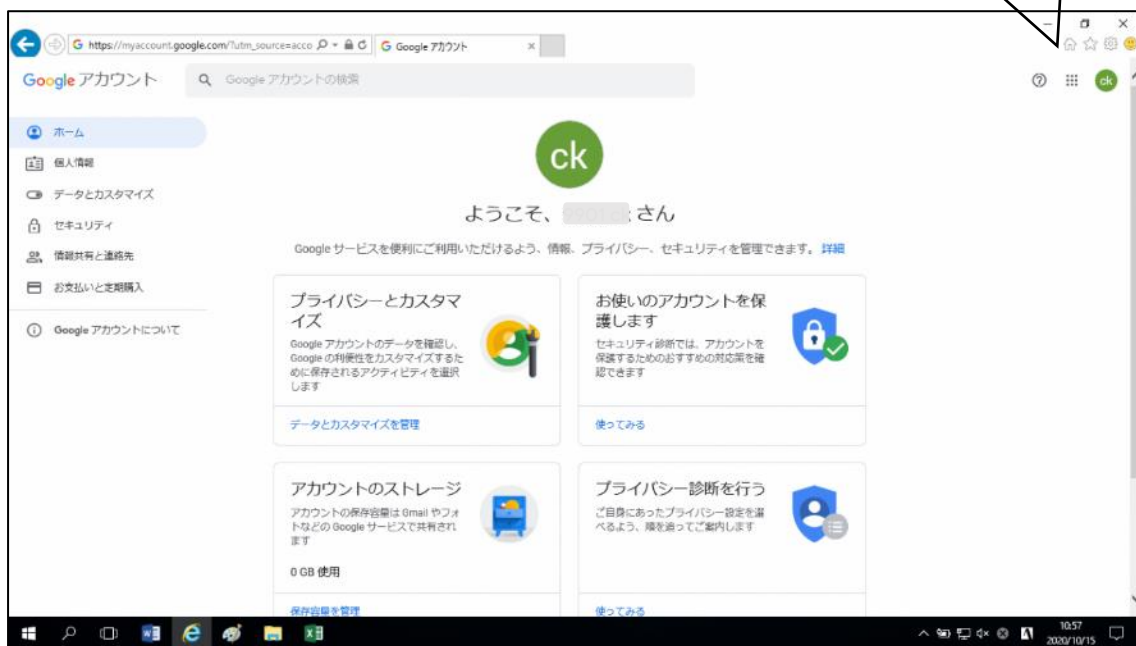 https://myaccount.google.com/?utm_source=acco
Google アカウント
Google アカウント
Google アカウントの検索
ck
ホーム
個人情報
データとカスタマイズ
セキュリティ
情報共有と連絡先
お支払いと定期購入
Google アカウントについて
ck
ようこそ、 さん
Google サービスを便利にご利用いただけるよう、情報、プライバシー、セキュリティを管理できます。 詳細
プライバシーとカスタマ
イズ
Google アカウントのデータを確認し、
Google の利便性をカスタマイズするた
めに保存されるアクティビティを選択
します
データとカスタマイズを管理
お使いのアカウントを保
護します
セキュリティ診断では、アカウントを
保護するためのおすすめの対応策を確
認できます
使ってみる
アカウントのストレージ
アカウントの保存容量は Gmail やフォ
トなどの Google サービスで共有され
ます
0 GB 使用
保存容量を管理
プライバシー診断を行う
ご自身にあったプライバシー設定を選
べるよう、順を追ってご案内します
使ってみる
10:57
2020/10/15